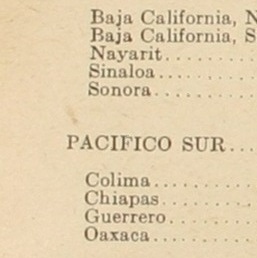 Baja California, N
Baja California, S
Nayarit........
Sinaloa........
Sonora........
PACIFICO SUR...
Colima........
Chiapas........
Guerrero.......
Oaxaca........